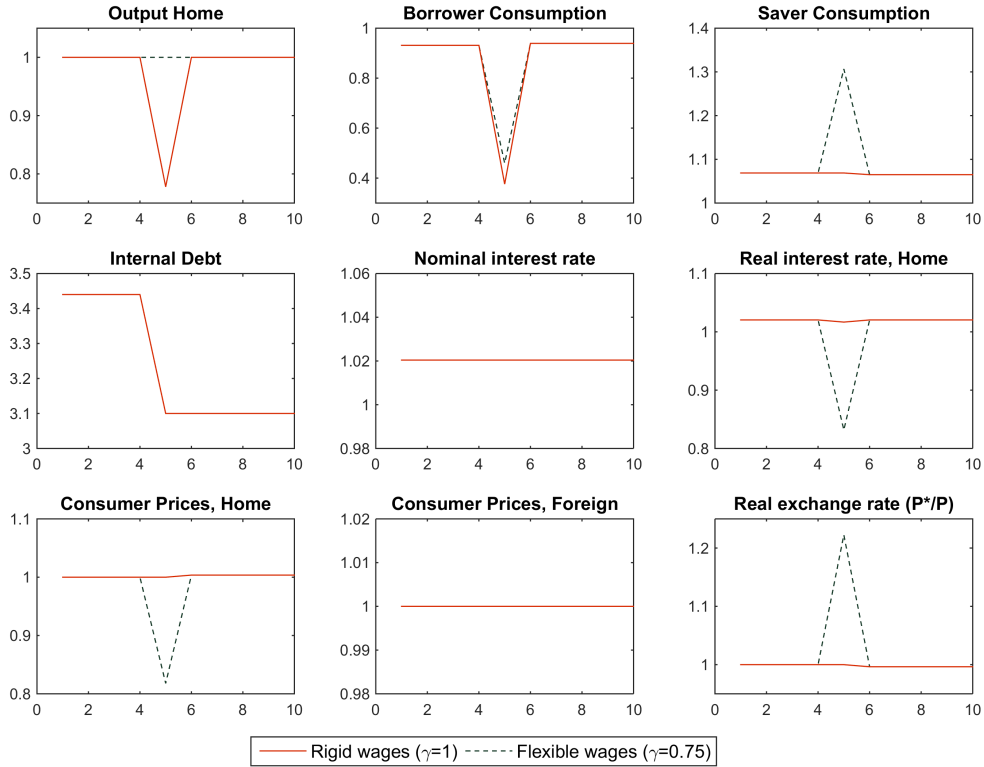 Output Home
1
0.9
0.8
0 2 4 6 8 10
Borrower Consumption
1
0.8
0.6
0.4
0 2 4 6 8 10
Saver Consumption
1.4
1.3
1.2
1.1
1
0 2 4 6 8 10
Internal Debt
3.5
3.4
3.3
3.2
3.1
3
0 2 4 6 8 10
Nominal interest rate
1.06
1.04
1.02
1
0.98
0 2 4 6 8 10
Real interest rate, Home
1.1
1
0.9
0.8
0 2 4 6 8 10
Consumer Prices, Home
1.1
1
0.9
0.8
0 2 4 6 8 10
Consumer Prices, Foreign
1.02
1.01
1
0.99
0.98
0 2 4 6 8 10
Real exchange rate (P*/P)
1.2
1.1
1
0 2 4 6 8 10
Rigid wages (γ=1) Flexible wages (γ=0.75)